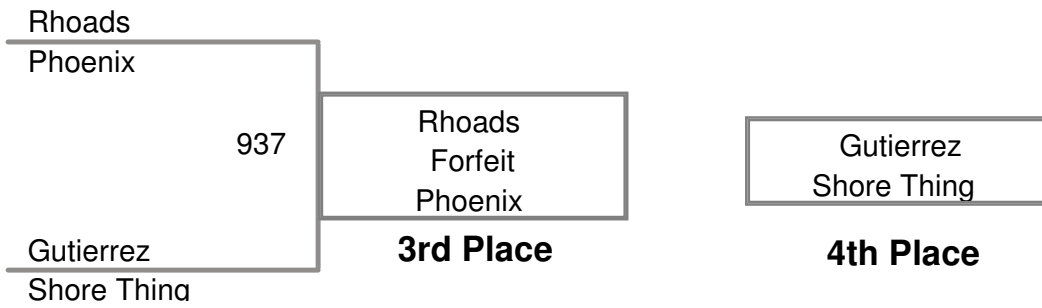 Rhoads
Phoenix
937
Rhoads
Forfeit
Phoenix
3rd Place
Gutierrez
Shore Thing
Gutierrez
Shore Thing
4th Place